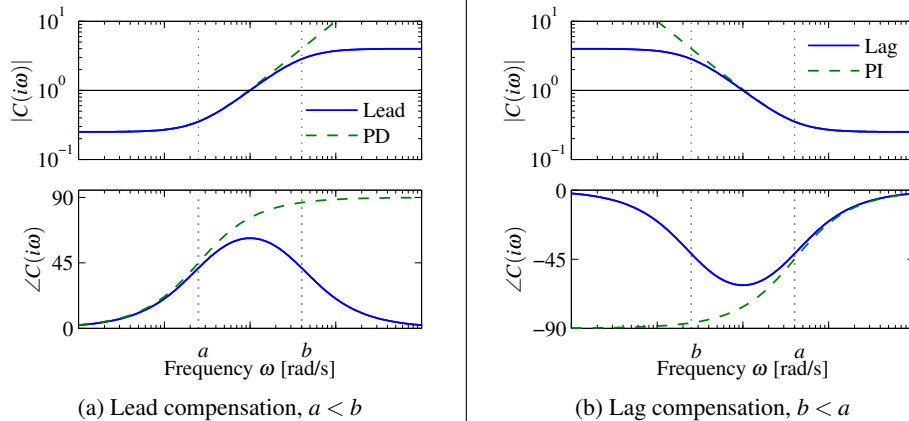 10^1
10^0
10^-1
|C(iω)|
Lead
PD
90
45
0
∠C(iω)
a
b
Frequency ω [rad/s]
(a) Lead compensation, a < b
10^1
10^0
10^-1
|C(iω)|
Lag
PI
0
−45
−90
∠C(iω)
b
a
Frequency ω [rad/s]
(b) Lag compensation, b < a